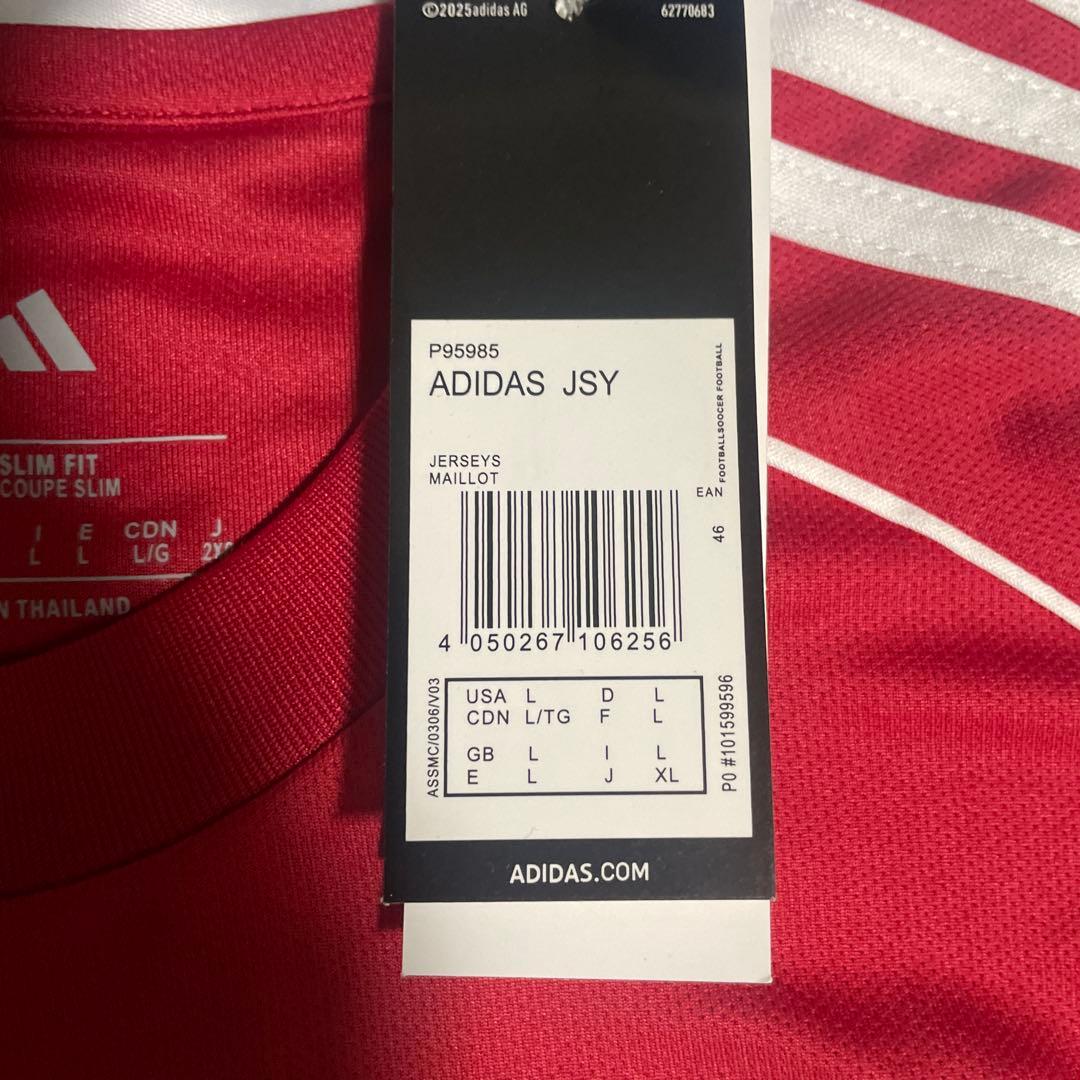 ©2025adidas AG
62770683
P95985
ADIDAS JSY
FOOTBALLSOCCER FOOTBALL
JERSEYS
MAILLOT
EAN
46
4 050267 106256
ASSMC/0306/V03
USA L D L
CDN L/TG F L
GB L I L
E L J XL
PO #101599596
ADIDAS.COM
SLIM FIT
COUPE SLIM
I E CDN J
L L L/G
THAILAND